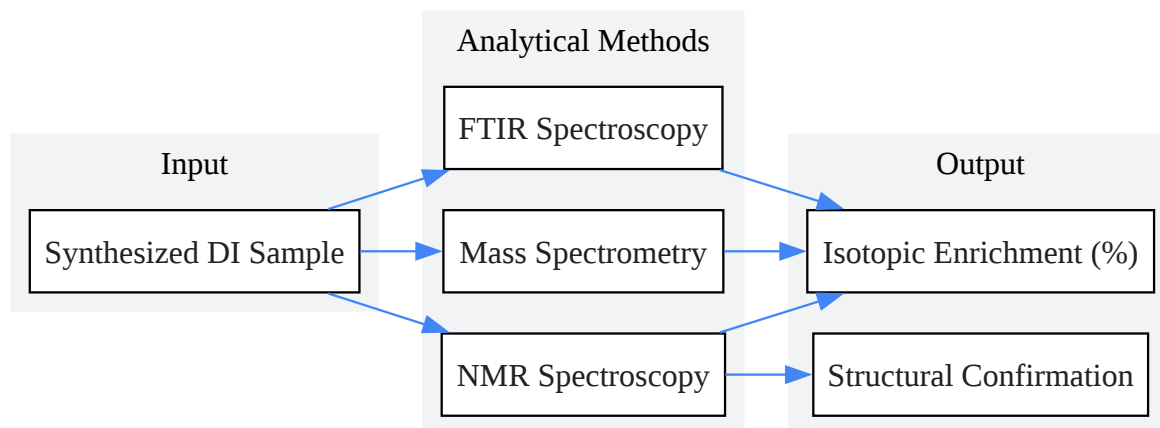 Input
Synthesized DI Sample
Analytical Methods
FTIR Spectroscopy
Mass Spectrometry
NMR Spectroscopy
Output
Isotopic Enrichment (%)
Structural Confirmation